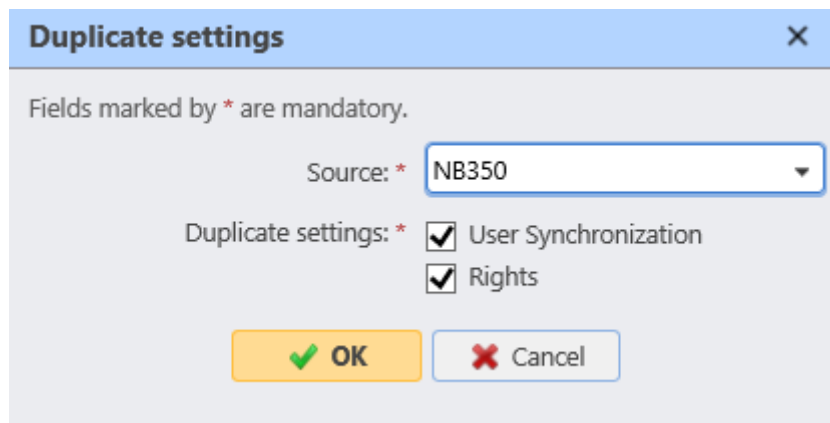 Duplicate settings
Fields marked by * are mandatory.
Source: * NB350
Duplicate settings: * User Synchronization
Rights
OK Cancel